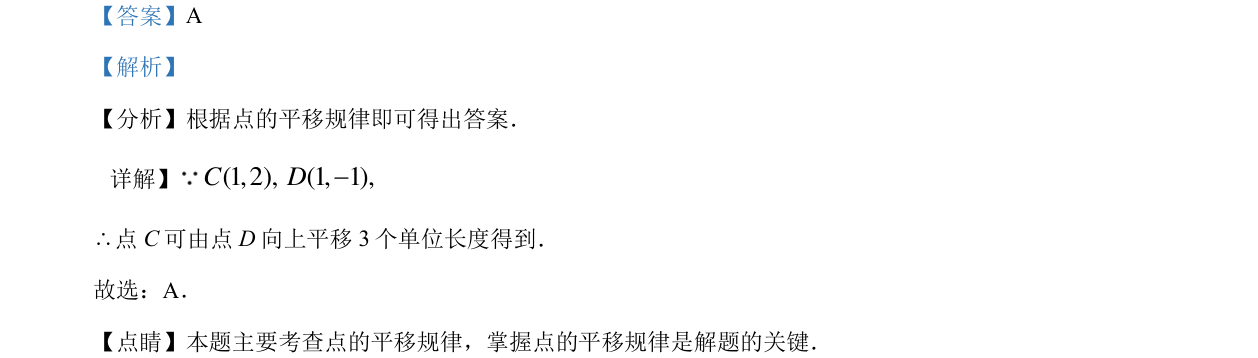 【答案】A
【解析】
【分析】根据点的平移规律即可得出答案．
详解】∵C(1,2), D(1,−1),
∴点 C 可由点 D 向上平移 3 个单位长度得到．
故选：A．
【点睛】本题主要考查点的平移规律，掌握点的平移规律是解题的关键．